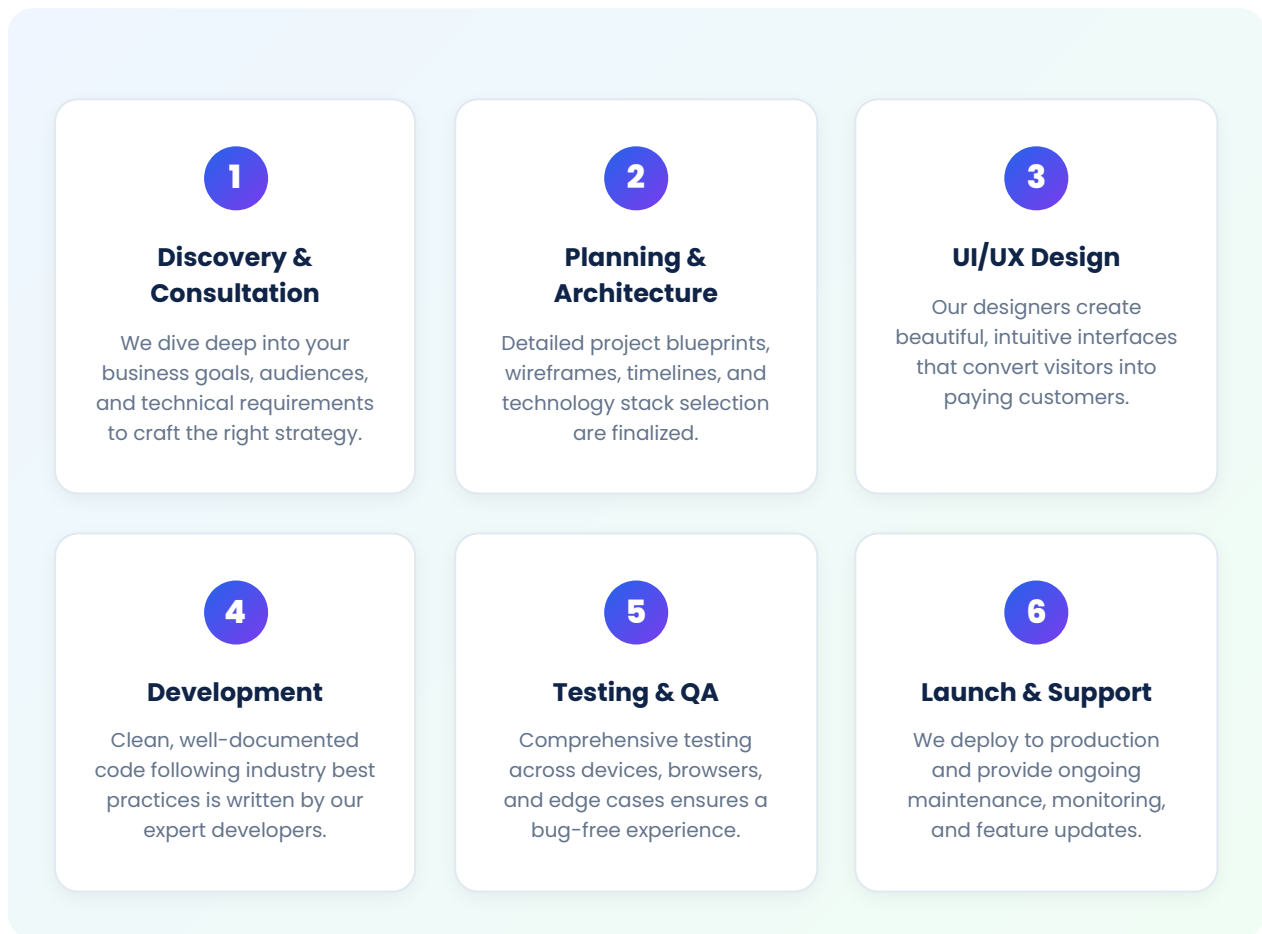 1
Discovery &
Consultation
We dive deep into your
business goals, audiences,
and technical requirements
to craft the right strategy.
2
Planning &
Architecture
Detailed project blueprints,
wireframes, timelines, and
technology stack selection
are finalized.
3
UI/UX Design
Our designers create
beautiful, intuitive interfaces
that convert visitors into
paying customers.
4
Development
Clean, well-documented
code following industry best
practices is written by our
expert developers.
5
Testing & QA
Comprehensive testing
across devices, browsers,
and edge cases ensures a
bug-free experience.
6
Launch & Support
We deploy to production
and provide ongoing
maintenance, monitoring,
and feature updates.